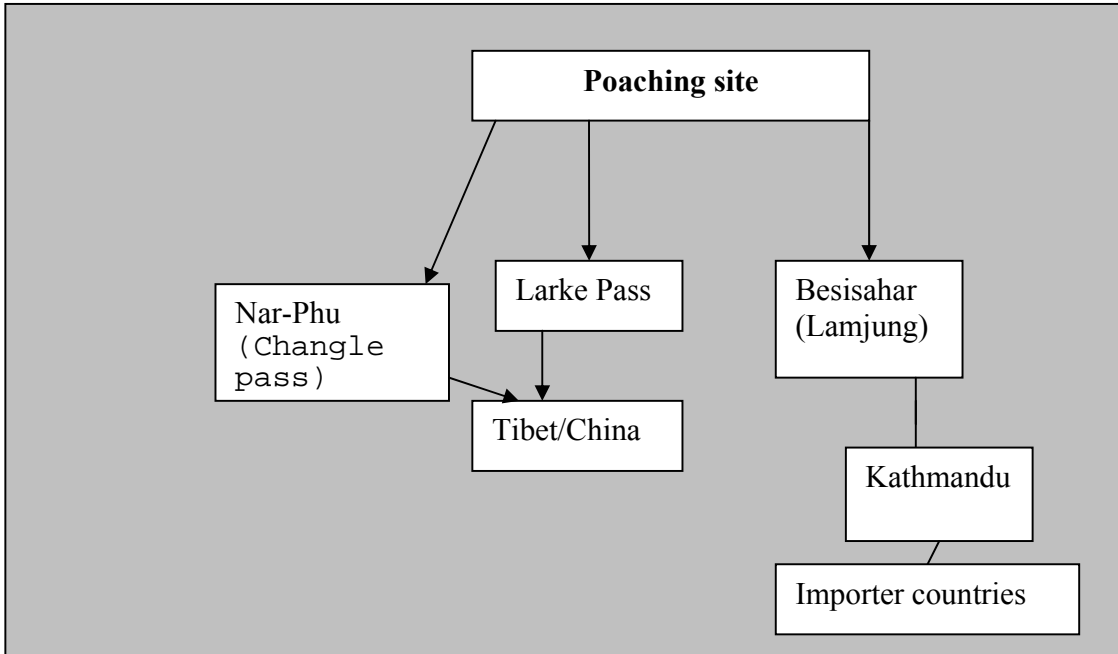 Poaching site
Larke Pass
Besisahar
(Lamjung)
Nar-Phu
(Changle
pass)
Tibet/China
Kathmandu
Importer countries